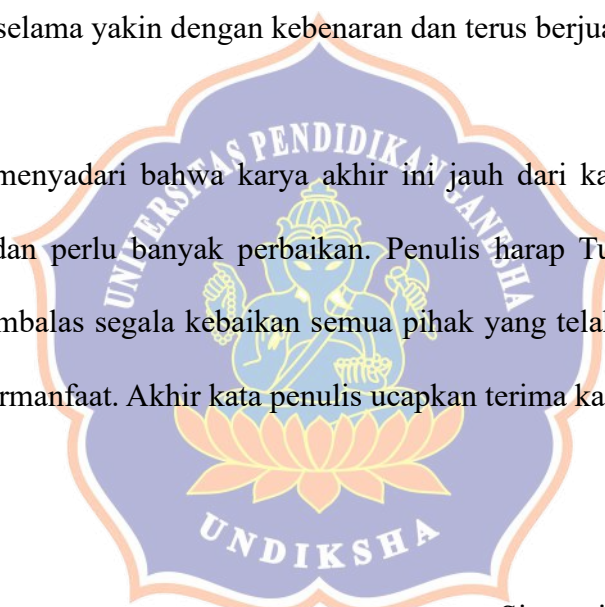 selama yakin dengan kebenaran dan terus berjua
UNIVERSITAS PENDIDIKAN GANESHA
menyadari bahwa karya akhir ini jauh dari ka
dan perlu banyak perbaikan. Penulis harap Tu
mbalas segala kebaikan semua pihak yang telah
rmanfaat. Akhir kata penulis ucapkan terima ka
UNDIKSHA